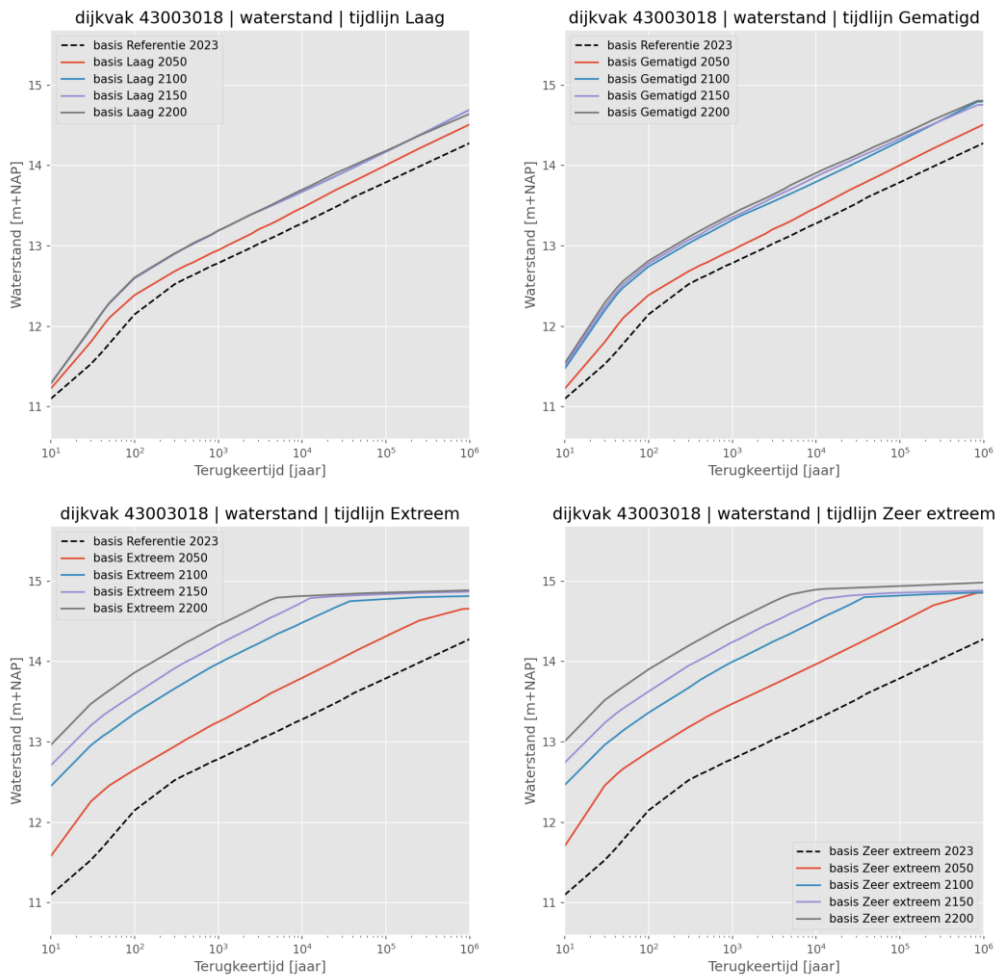 dijkvak 43003018 | waterstand | tijdlijn Laag
basis Referentie 2023
basis Laag 2050
basis Laag 2100
basis Laag 2150
basis Laag 2200
15
14
13
12
11
Waterstand [m+NAP]
10¹ 10² 10³ 10⁴ 10⁵ 10⁶
Terugkeertijd [jaar]
dijkvak 43003018 | waterstand | tijdlijn Gematigd
basis Referentie 2023
basis Gematigd 2050
basis Gematigd 2100
basis Gematigd 2150
basis Gematigd 2200
15
14
13
12
11
Waterstand [m+NAP]
10¹ 10² 10³ 10⁴ 10⁵ 10⁶
Terugkeertijd [jaar]
dijkvak 43003018 | waterstand | tijdlijn Extreem
basis Referentie 2023
basis Extreem 2050
basis Extreem 2100
basis Extreem 2150
basis Extreem 2200
15
14
13
12
11
Waterstand [m+NAP]
10¹ 10² 10³ 10⁴ 10⁵ 10⁶
Terugkeertijd [jaar]
dijkvak 43003018 | waterstand | tijdlijn Zeer extreem
15
14
13
12
11
Waterstand [m+NAP]
basis Zeer extreem 2023
basis Zeer extreem 2050
basis Zeer extreem 2100
basis Zeer extreem 2150
basis Zeer extreem 2200
10¹ 10² 10³ 10⁴ 10⁵ 10⁶
Terugkeertijd [jaar]